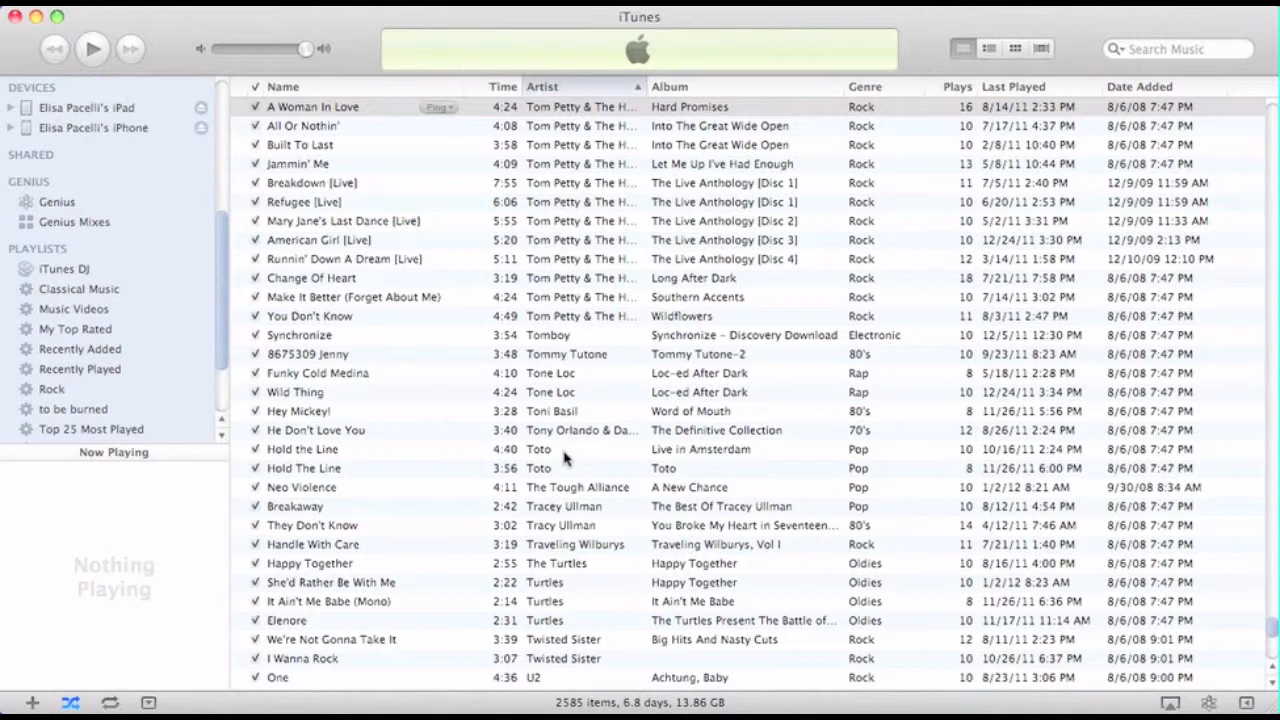 iTunes
Search Music
DEVICES
Elisa Pacelli's iPad
Elisa Pacelli's iPhone
SHARED
GENIUS
Genius
Genius Mixes
PLAYLISTS
iTunes DJ
Classical Music
Music Videos
My Top Rated
Recently Added
Recently Played
Rock
to be burned
Top 25 Most Played
Now Playing
Nothing
Playing
Name Time Artist Album Genre Plays Last Played Date Added
A Woman In Love Ping 4:24 Tom Petty & The H... Hard Promises Rock 16 8/14/11 2:33 PM 8/6/08 7:47 PM
All Or Nothin' 4:08 Tom Petty & The H... Into The Great Wide Open Rock 10 7/17/11 4:37 PM 8/6/08 7:47 PM
Built To Last 3:58 Tom Petty & The H... Into The Great Wide Open Rock 10 2/8/11 10:40 PM 8/6/08 7:47 PM
Jammin' Me 4:09 Tom Petty & The H... Let Me Up I've Had Enough Rock 13 5/8/11 10:44 PM 8/6/08 7:47 PM
Breakdown [Live] 7:55 Tom Petty & The H... The Live Anthology [Disc 1] Rock 11 7/5/11 2:40 PM 12/9/09 11:59 AM
Refugee [Live] 6:06 Tom Petty & The H... The Live Anthology [Disc 1] Rock 10 6/20/11 2:53 PM 12/9/09 11:59 AM
Mary Jane's Last Dance [Live] 5:55 Tom Petty & The H... The Live Anthology [Disc 2] Rock 10 5/2/11 3:31 PM 12/9/09 11:33 AM
American Girl [Live] 5:20 Tom Petty & The H... The Live Anthology [Disc 3] Rock 10 12/24/11 3:30 PM 12/9/09 2:13 PM
Runnin' Down A Dream [Live] 5:11 Tom Petty & The H... The Live Anthology [Disc 4] Rock 12 3/14/11 1:58 PM 12/10/09 12:10 PM
Change Of Heart 3:19 Tom Petty & The H... Long After Dark Rock 18 7/21/11 7:58 PM 8/6/08 7:47 PM
Make It Better (Forget About Me) 4:24 Tom Petty & The H... Southern Accents Rock 10 7/14/11 3:02 PM 8/6/08 7:47 PM
You Don't Know 4:49 Tom Petty & The H... Wildflowers Rock 11 8/3/11 2:47 PM 8/6/08 7:47 PM
Synchronize 3:54 Tomboy Synchronize - Discovery Download Electronic 10 12/5/11 12:30 PM 8/6/08 7:47 PM
8675309 Jenny 3:48 Tommy Tutone Tommy Tutone-2 80's 10 9/23/11 8:23 AM 8/6/08 7:47 PM
Funky Cold Medina 4:10 Tone Loc Loc-ed After Dark Rap 8 5/18/11 2:28 PM 8/6/08 7:47 PM
Wild Thing 4:24 Tone Loc Loc-ed After Dark Rap 10 12/24/11 3:34 PM 8/6/08 7:47 PM
Hey Mickey! 3:28 Toni Basil Word of Mouth 80's 8 11/26/11 5:56 PM 8/6/08 7:47 PM
He Don't Love You 3:40 Tony Orlando & Da... The Definitive Collection 70's 12 8/26/11 2:24 PM 8/6/08 7:47 PM
Hold the Line 4:40 Toto Live in Amsterdam Pop 10 10/16/11 2:24 PM 8/6/08 7:47 PM
Hold The Line 3:56 Toto Toto Pop 8 11/26/11 6:00 PM 8/6/08 7:47 PM
Neo Violence 4:11 The Tough Alliance A New Chance Pop 10 1/2/12 8:21 AM 9/30/08 8:34 AM
Breakaway 2:42 Tracey Ullman The Best Of Tracey Ullman Pop 10 8/12/11 4:54 PM 8/6/08 7:47 PM
They Don't Know 3:02 Tracy Ullman You Broke My Heart in Seventeen... 80's 14 4/12/11 7:46 AM 8/6/08 7:47 PM
Handle With Care 3:19 Traveling Wilburys Traveling Wilburys, Vol I Rock 11 7/21/11 1:40 PM 8/6/08 7:47 PM
Happy Together 2:55 The Turtles Happy Together Oldies 10 8/16/11 4:00 PM 8/6/08 7:47 PM
She'd Rather Be With Me 2:22 Turtles Happy Together Oldies 10 1/2/12 8:23 AM 8/6/08 7:47 PM
It Ain't Me Babe (Mono) 2:14 Turtles It Ain't Me Babe Oldies 8 11/26/11 6:36 PM 8/6/08 7:47 PM
Elenore 2:31 Turtles The Turtles Present The Battle of... Oldies 10 11/17/11 11:14 AM 8/6/08 7:47 PM
We're Not Gonna Take It 3:39 Twisted Sister Big Hits And Nasty Cuts Rock 12 8/11/11 2:23 PM 8/6/08 9:01 PM
I Wanna Rock 3:07 Twisted Sister Rock 10 10/26/11 6:37 PM 8/6/08 9:01 PM
One 4:36 U2 Achtung, Baby Rock 10 8/23/11 3:06 PM 8/6/08 9:00 PM
2585 items, 6.8 days, 13.86 GB